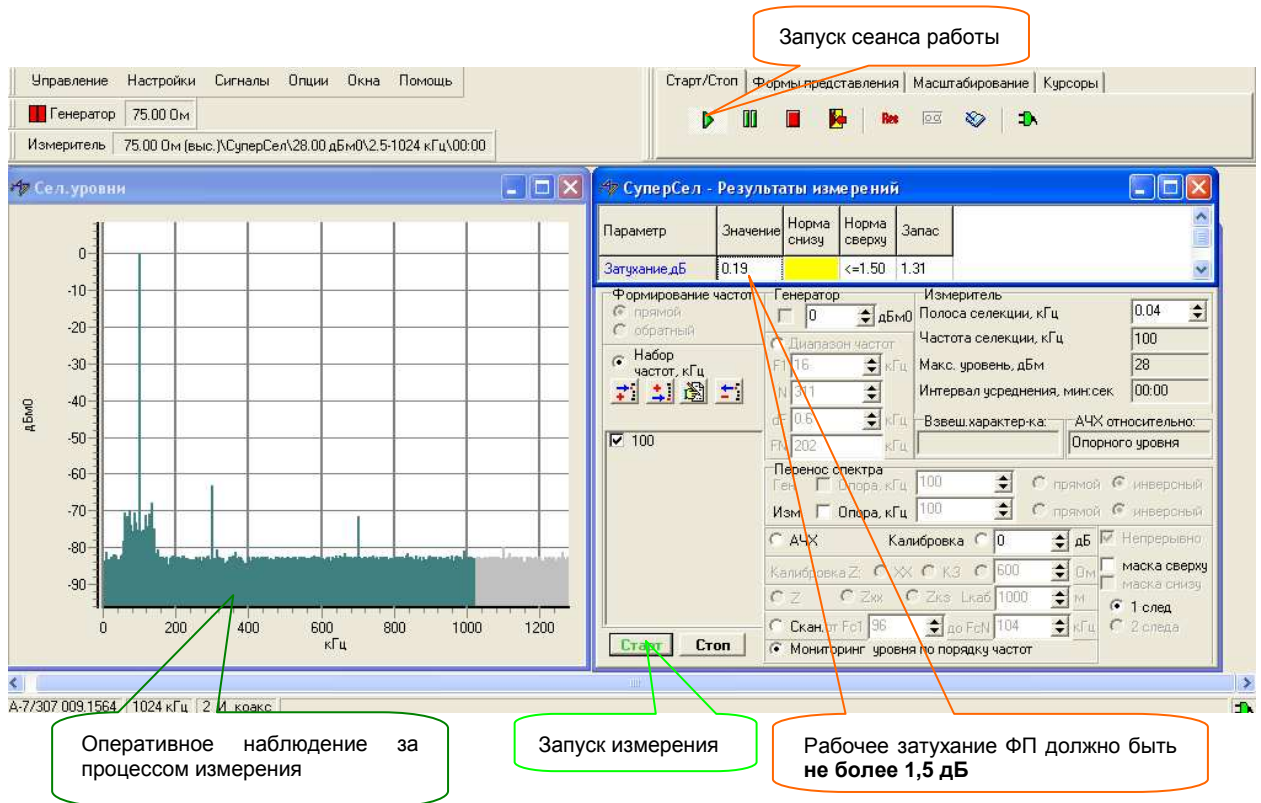 Запуск сеанса работы
Управление Настройки Сигналы Опции Окна Помощь
Старт/Стоп Формы представления Масштабирование Курсоры
Генератор 75.00 Ом
Res
Измеритель 75.00 Ом (выс.)\СуперСел\28.00 дБм0\2.5-1024 кГц\00:00
Сел.уровни
СуперСел - Результаты измерений
Параметр Значение Норма снизу Норма сверху Запас
Затухание,дБ 0.19 <=1.50 1.31
дБм0
0
-10
-20
-30
-40
-50
-60
-70
-80
-90
0 200 400 600 800 1000 1200
кГц
Формирование частот
прямой
обратный
Набор
частот, кГц
100
Старт Стоп
Генератор
0 дБм0
Диапазон частот
F1 16 кГц
N 311
dF 0.6 кГц
FN 202 кГц
Измеритель
Полоса селекции, кГц 0.04
Частота селекции, кГц 100
Макс. уровень, дБм 28
Интервал усреднения, мин:сек 00:00
Взвеш.характер-ка: АЧХ относительно:
Опорного уровня
Перенос спектра
Ген. Опора, кГц 100 прямой инверсный
Изм. Опора, кГц 100 прямой инверсный
АЧХ Калибровка 0 дБ Непрерывно
Калибровка Z: XX КЗ 600 Ом маска сверху
маска снизу
Z Zхх Zкз Lкаб 1000 м
1 след
Скан. от Fc1 96 до FcN 104 кГц 2 следа
Мониторинг уровня по порядку частот
А-7/307 009.1564 1024 кГц 2 И коакс
Оперативное наблюдение за
процессом измерения
Запуск измерения
Рабочее затухание ФП должно быть
не более 1,5 дБ